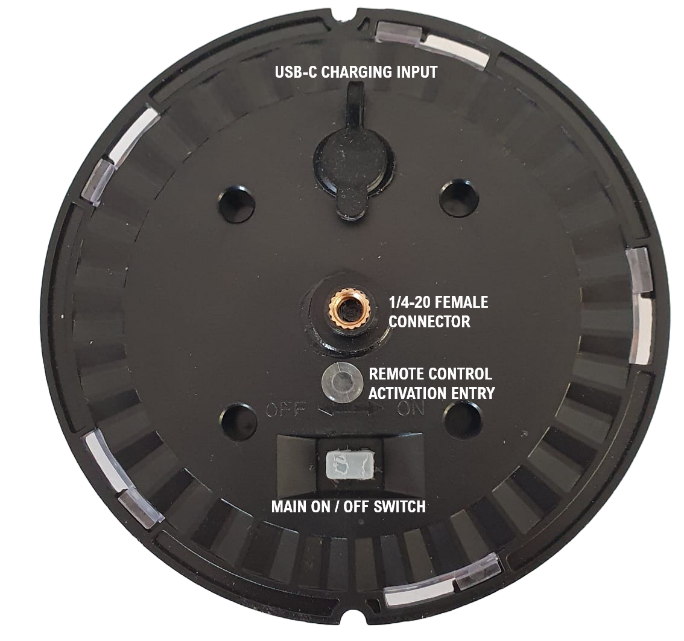 USB-C CHARGING INPUT
1/4-20 FEMALE
CONNECTOR
REMOTE CONTROL
ACTIVATION ENTRY
OFF ON
MAIN ON / OFF SWITCH